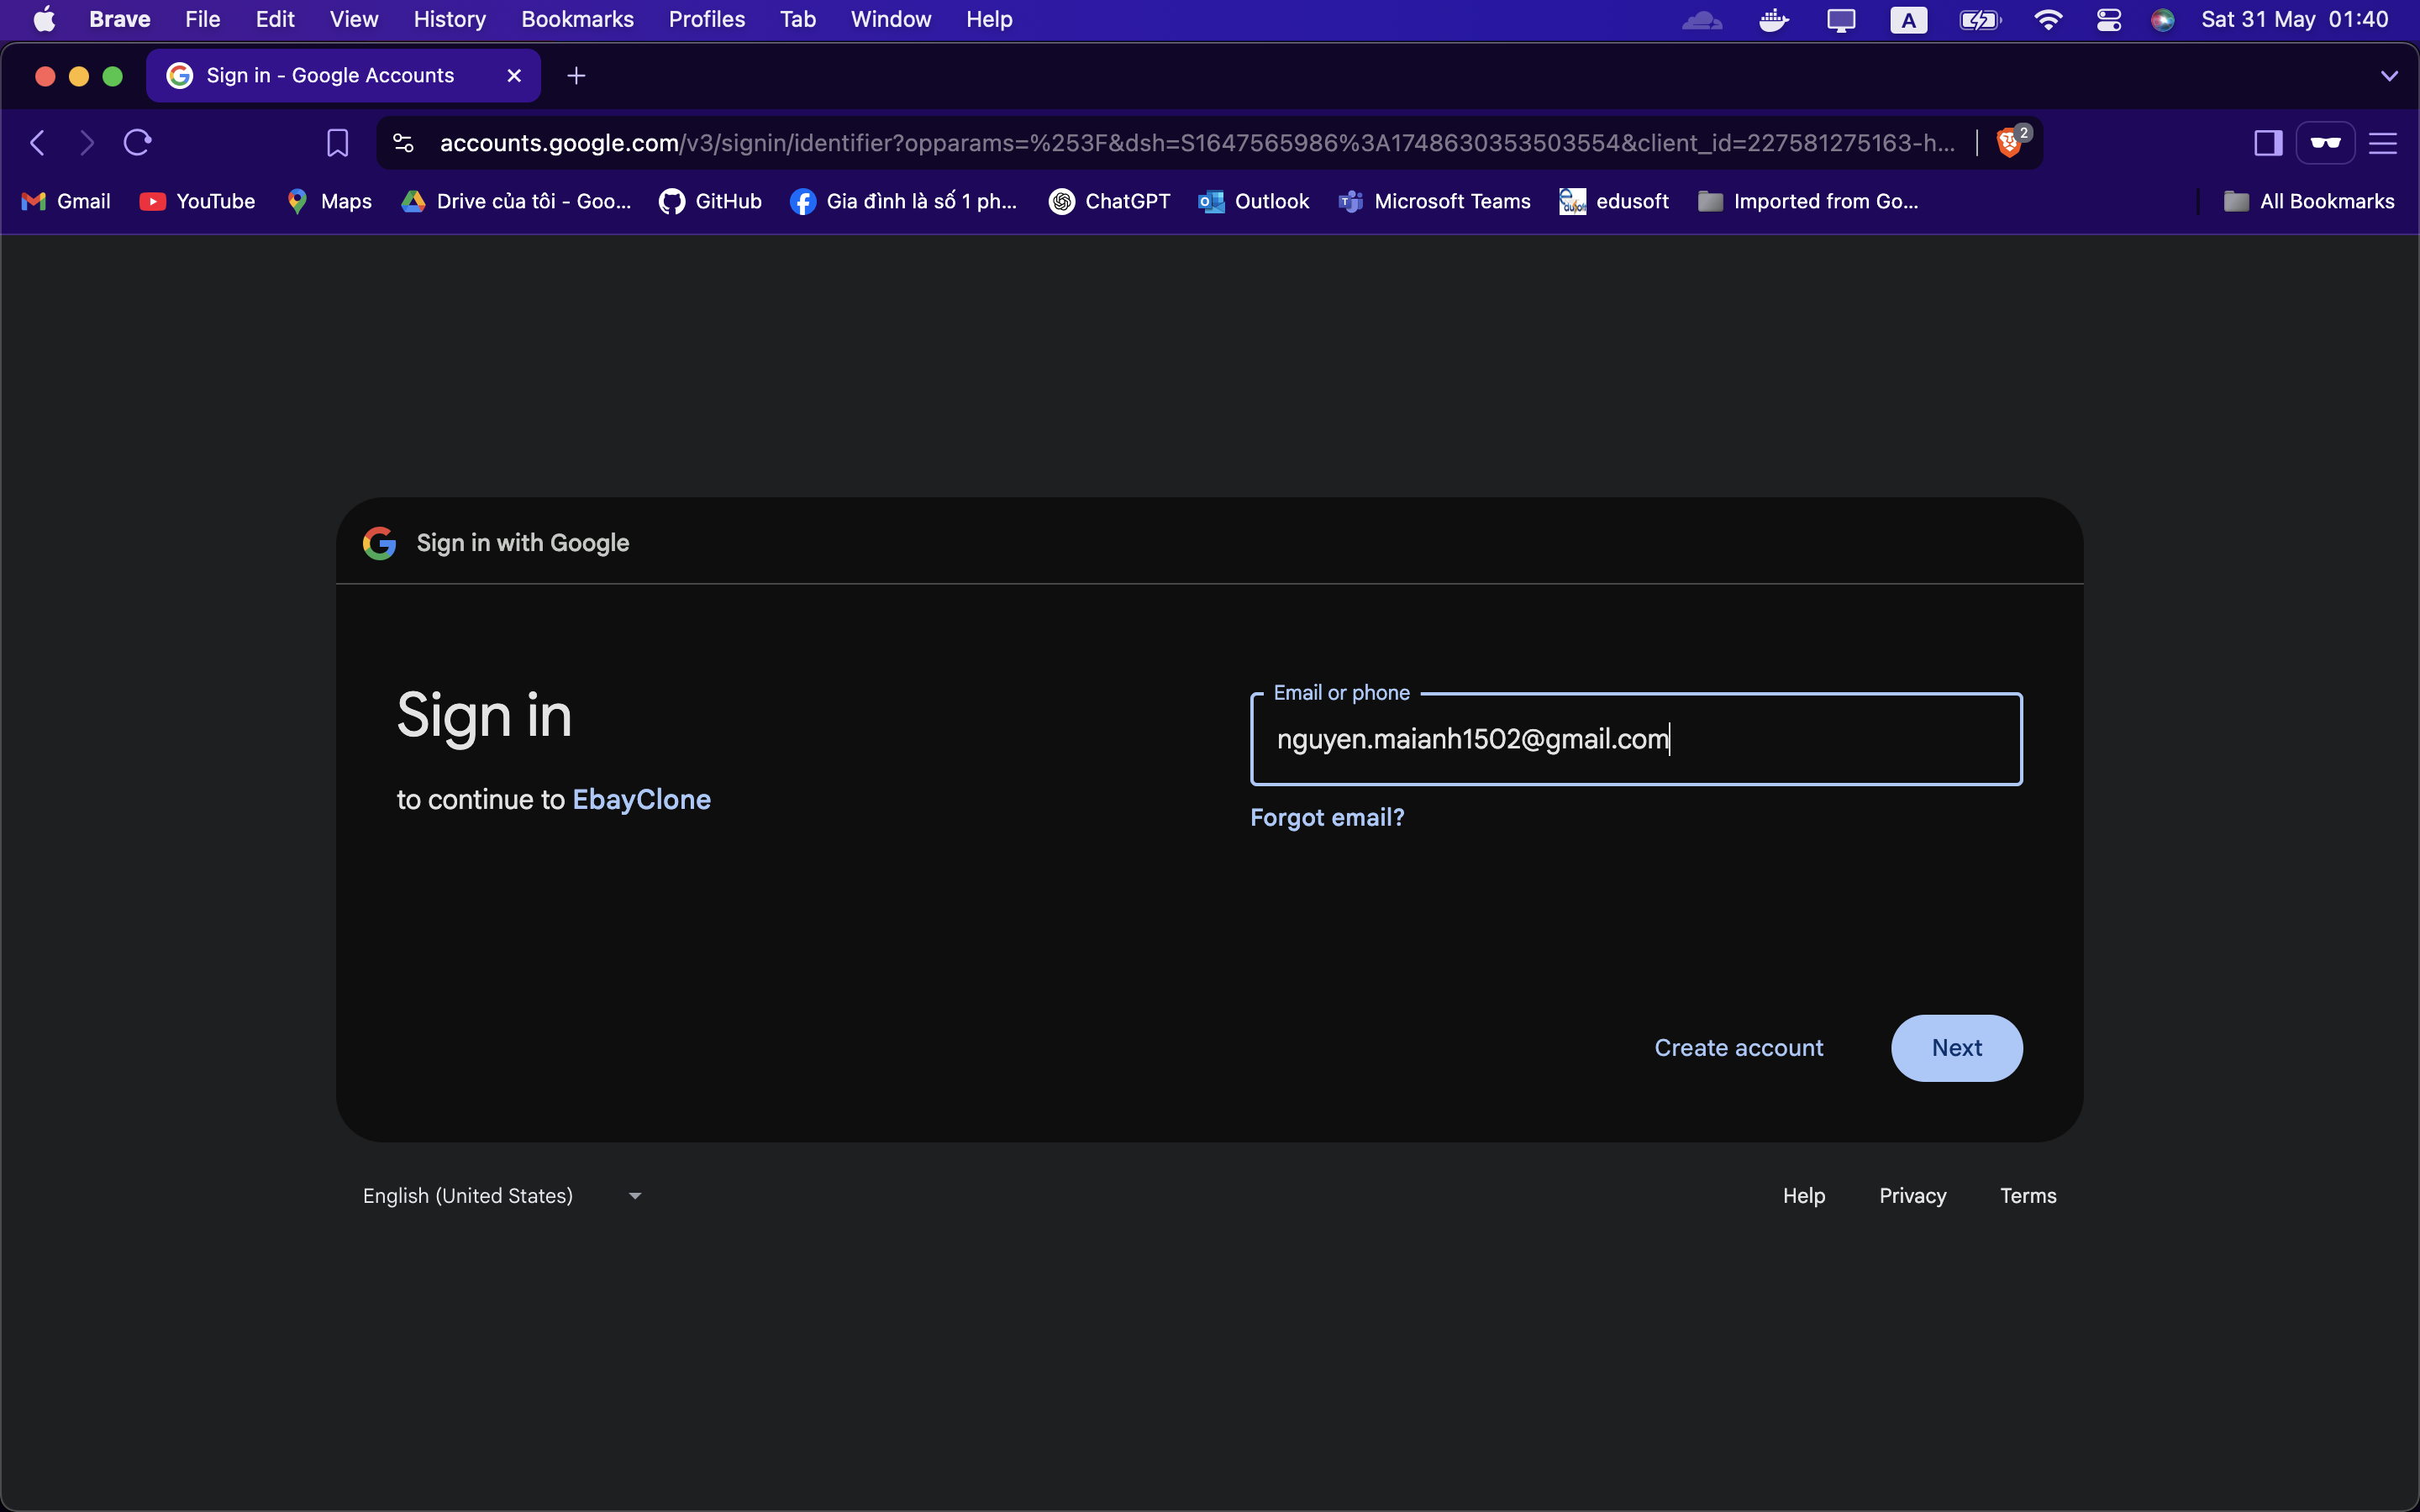 Brave File Edit View History Bookmarks Profiles Tab Window Help A Sat 31 May 01:40
Sign in - Google Accounts
accounts.google.com/v3/signin/identifier?opparams=%253F&dsh=S1647565986%3A1748630353503554&client_id=227581275163-h... 2
Gmail YouTube Maps Drive của tôi - Goo... GitHub Gia đình là số 1 ph... ChatGPT Outlook Microsoft Teams edusoft Imported from Go... All Bookmarks
Sign in with Google
Sign in
to continue to EbayClone
Email or phone
nguyen.maianh1502@gmail.com
Forgot email?
Create account Next
English (United States) Help Privacy Terms